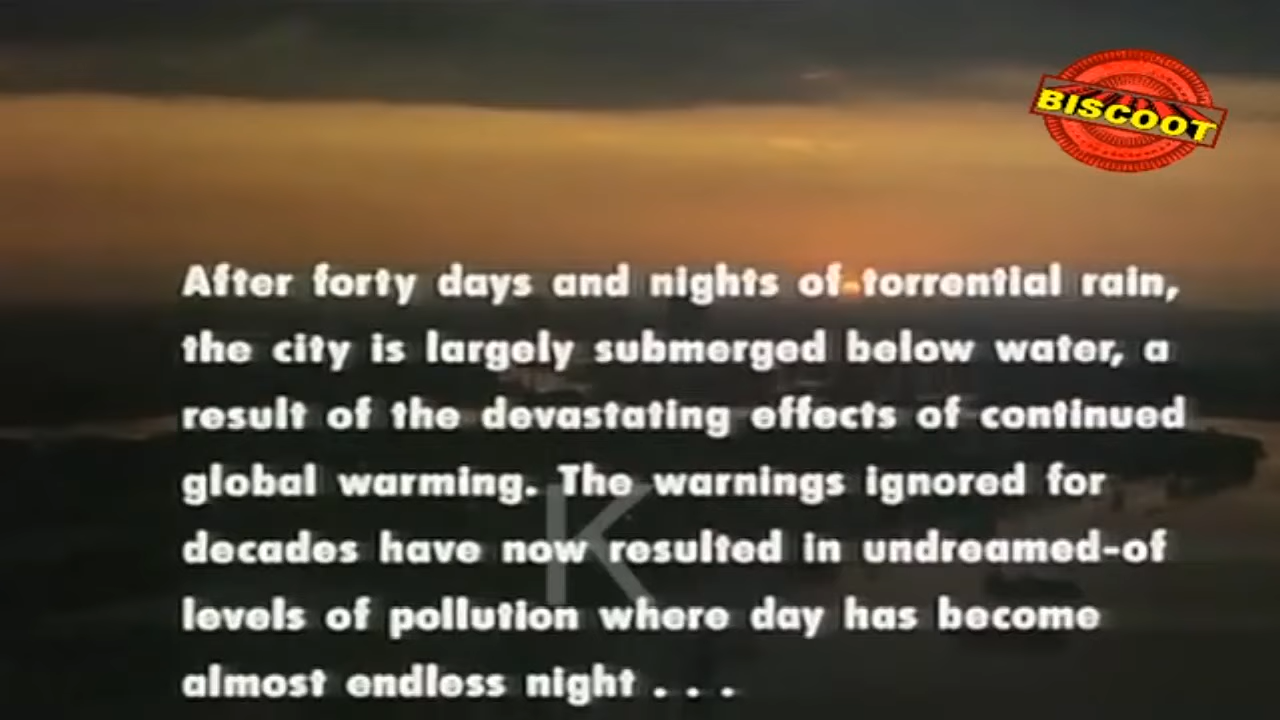 BISCOOT
After forty days and nights of torrential rain,
the city is largely submerged below water, a
result of the devastating effects of continued
global warming. The warnings ignored for
decades have now resulted in undreamed-of
levels of pollution where day has become
almost endless night . . .
K